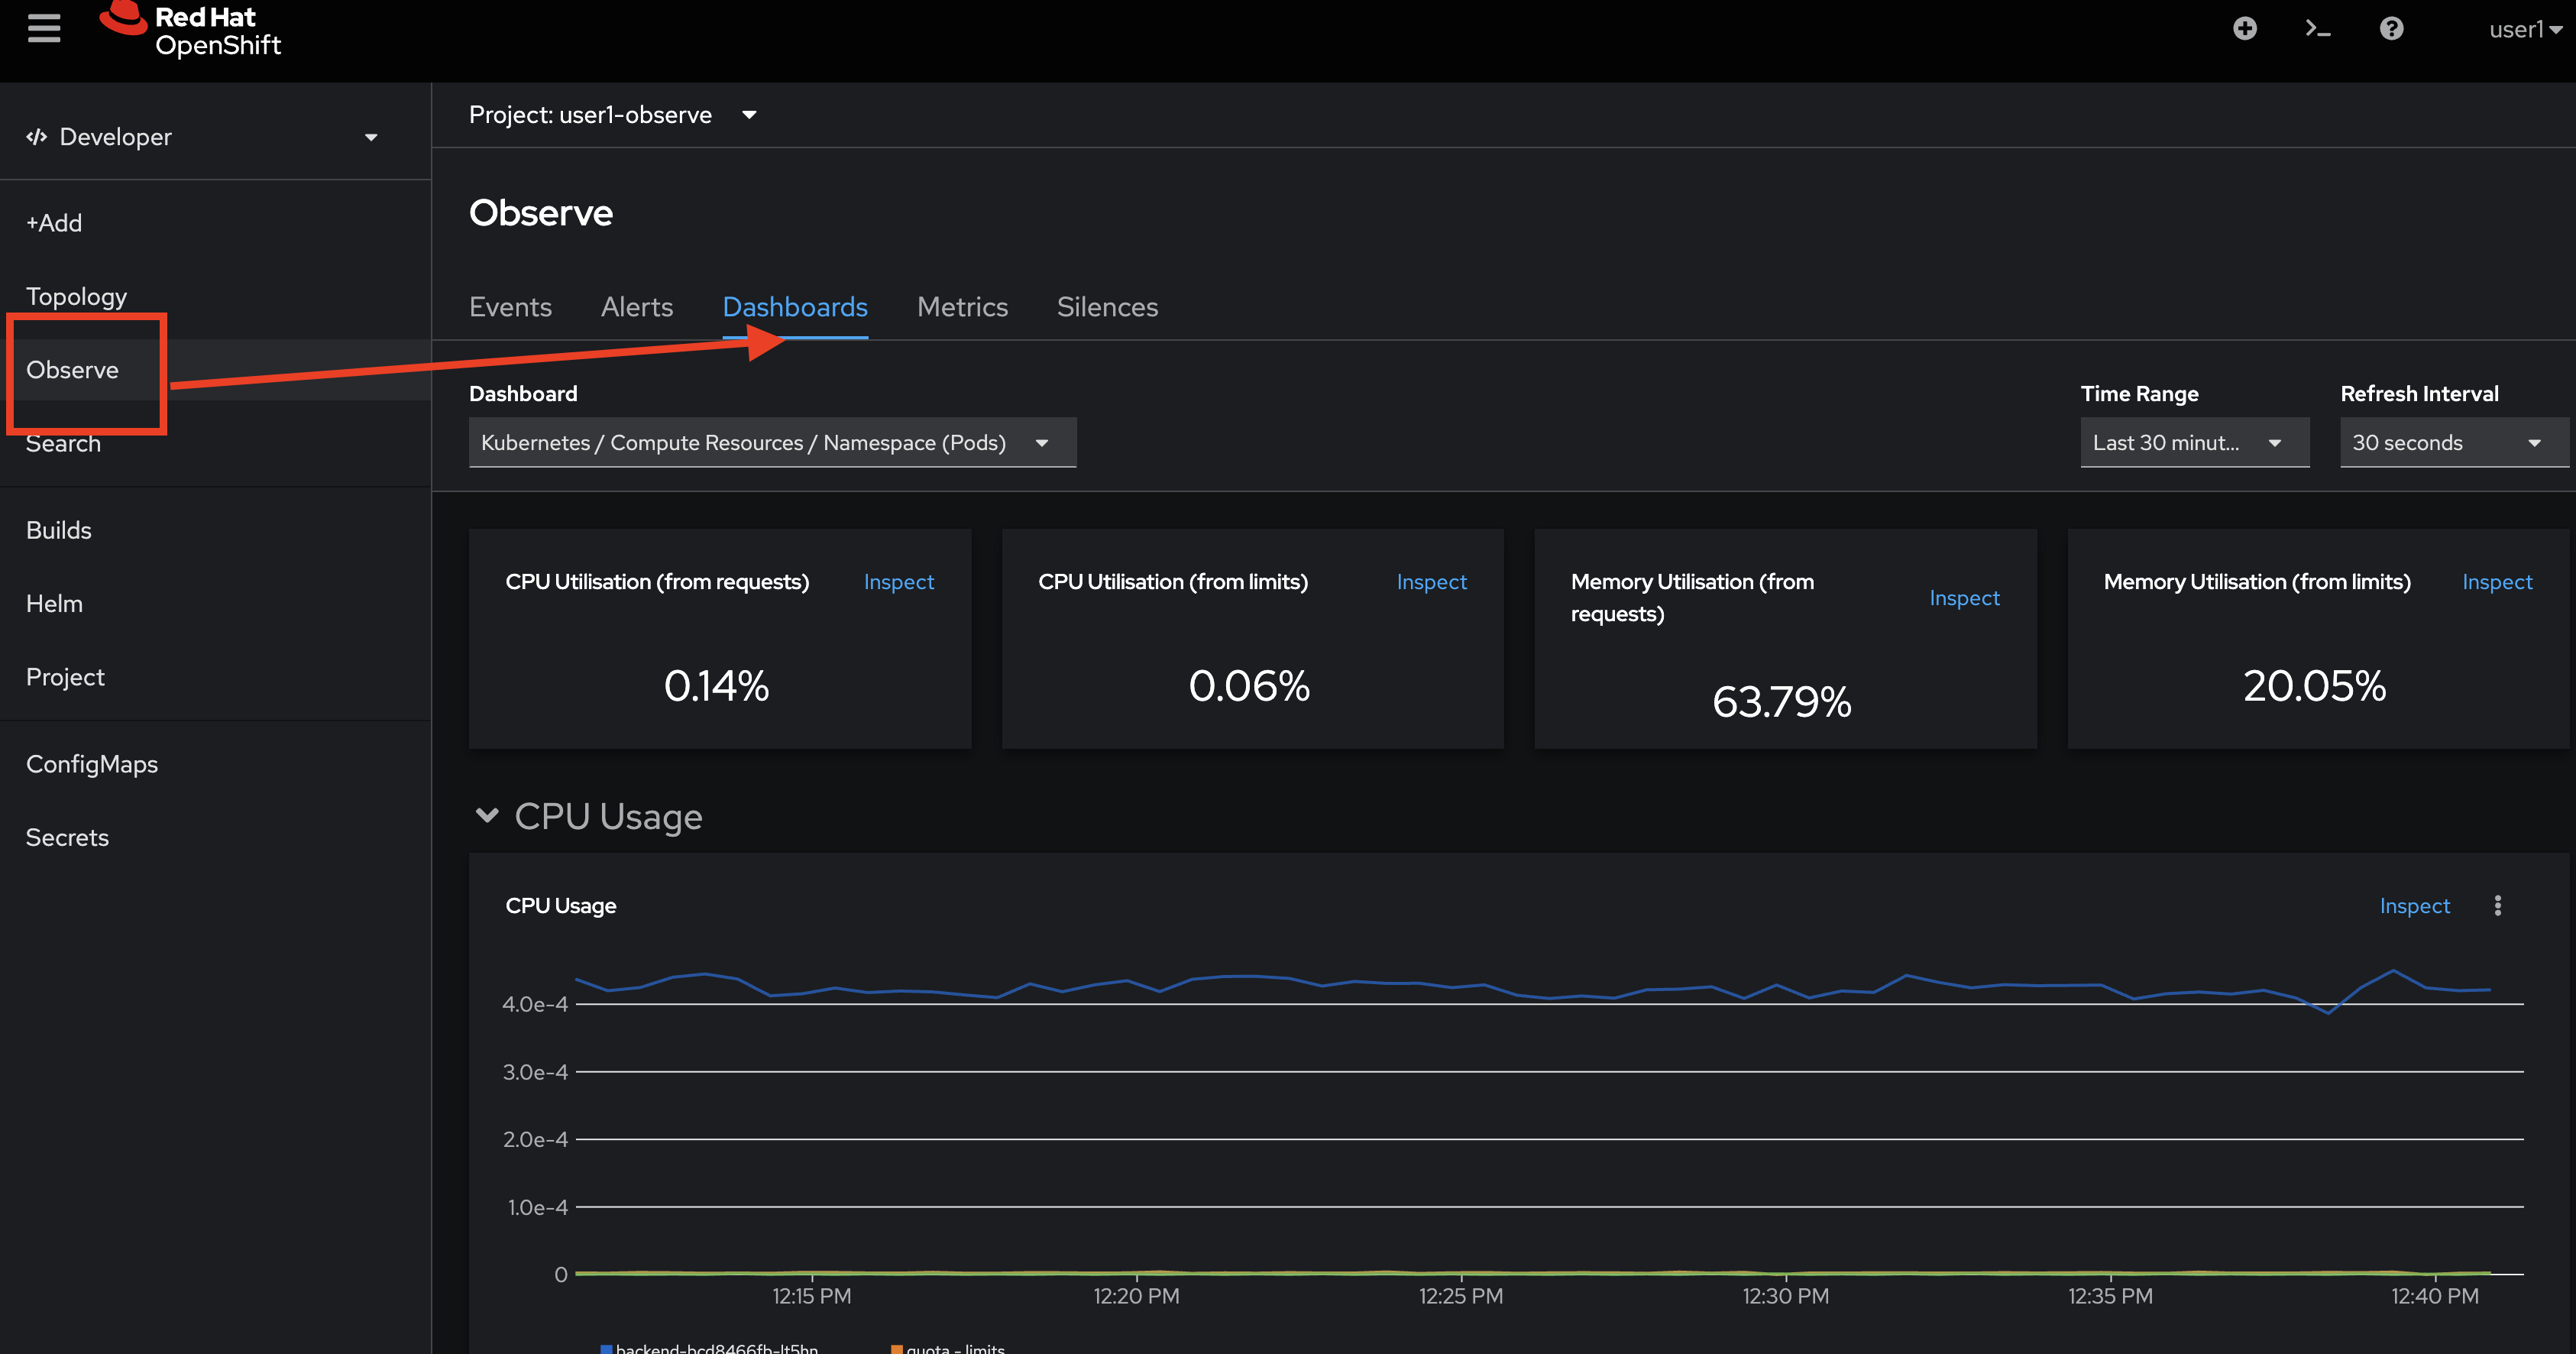 Red Hat
OpenShift
user1
Developer
+Add
Topology
Observe
Search
Builds
Helm
Project
ConfigMaps
Secrets
Project: user1-observe
Observe
Events Alerts Dashboards Metrics Silences
Dashboard
Kubernetes / Compute Resources / Namespace (Pods)
Time Range
Last 30 minut...
Refresh Interval
30 seconds
CPU Utilisation (from requests) Inspect
0.14%
CPU Utilisation (from limits) Inspect
0.06%
Memory Utilisation (from
requests)
Inspect
63.79%
Memory Utilisation (from limits) Inspect
20.05%
CPU Usage
CPU Usage Inspect
4.0e-4
3.0e-4
2.0e-4
1.0e-4
0
12:15 PM 12:20 PM 12:25 PM 12:30 PM 12:35 PM 12:40 PM
backend-bcd8466fb-lt5hn quota - limits